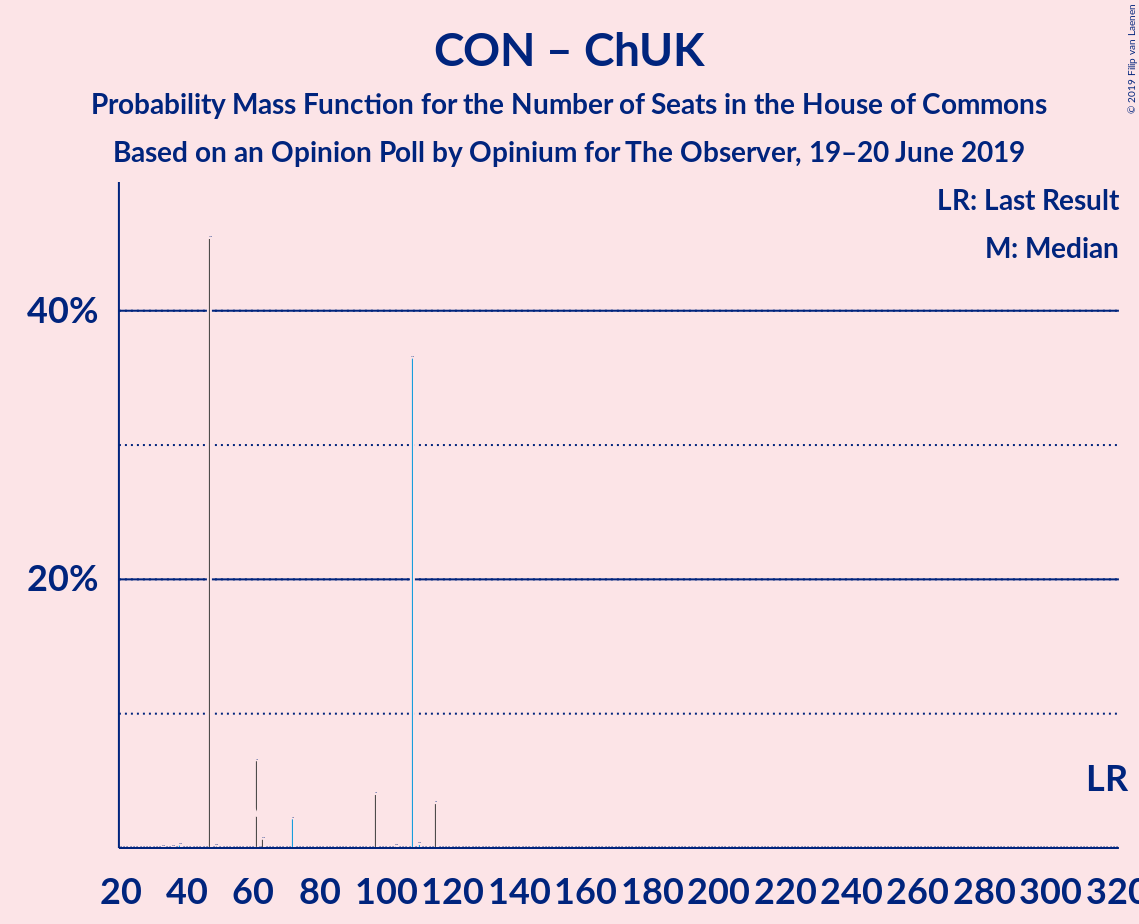 CON – ChUK
Probability Mass Function for the Number of Seats in the House of Commons
Based on an Opinion Poll by Opinium for The Observer, 19–20 June 2019
© 2019 Filip van Laenen
LR: Last Result
M: Median
40%
20%
LR
20 40 60 80 100 120 140 160 180 200 220 240 260 280 300 320